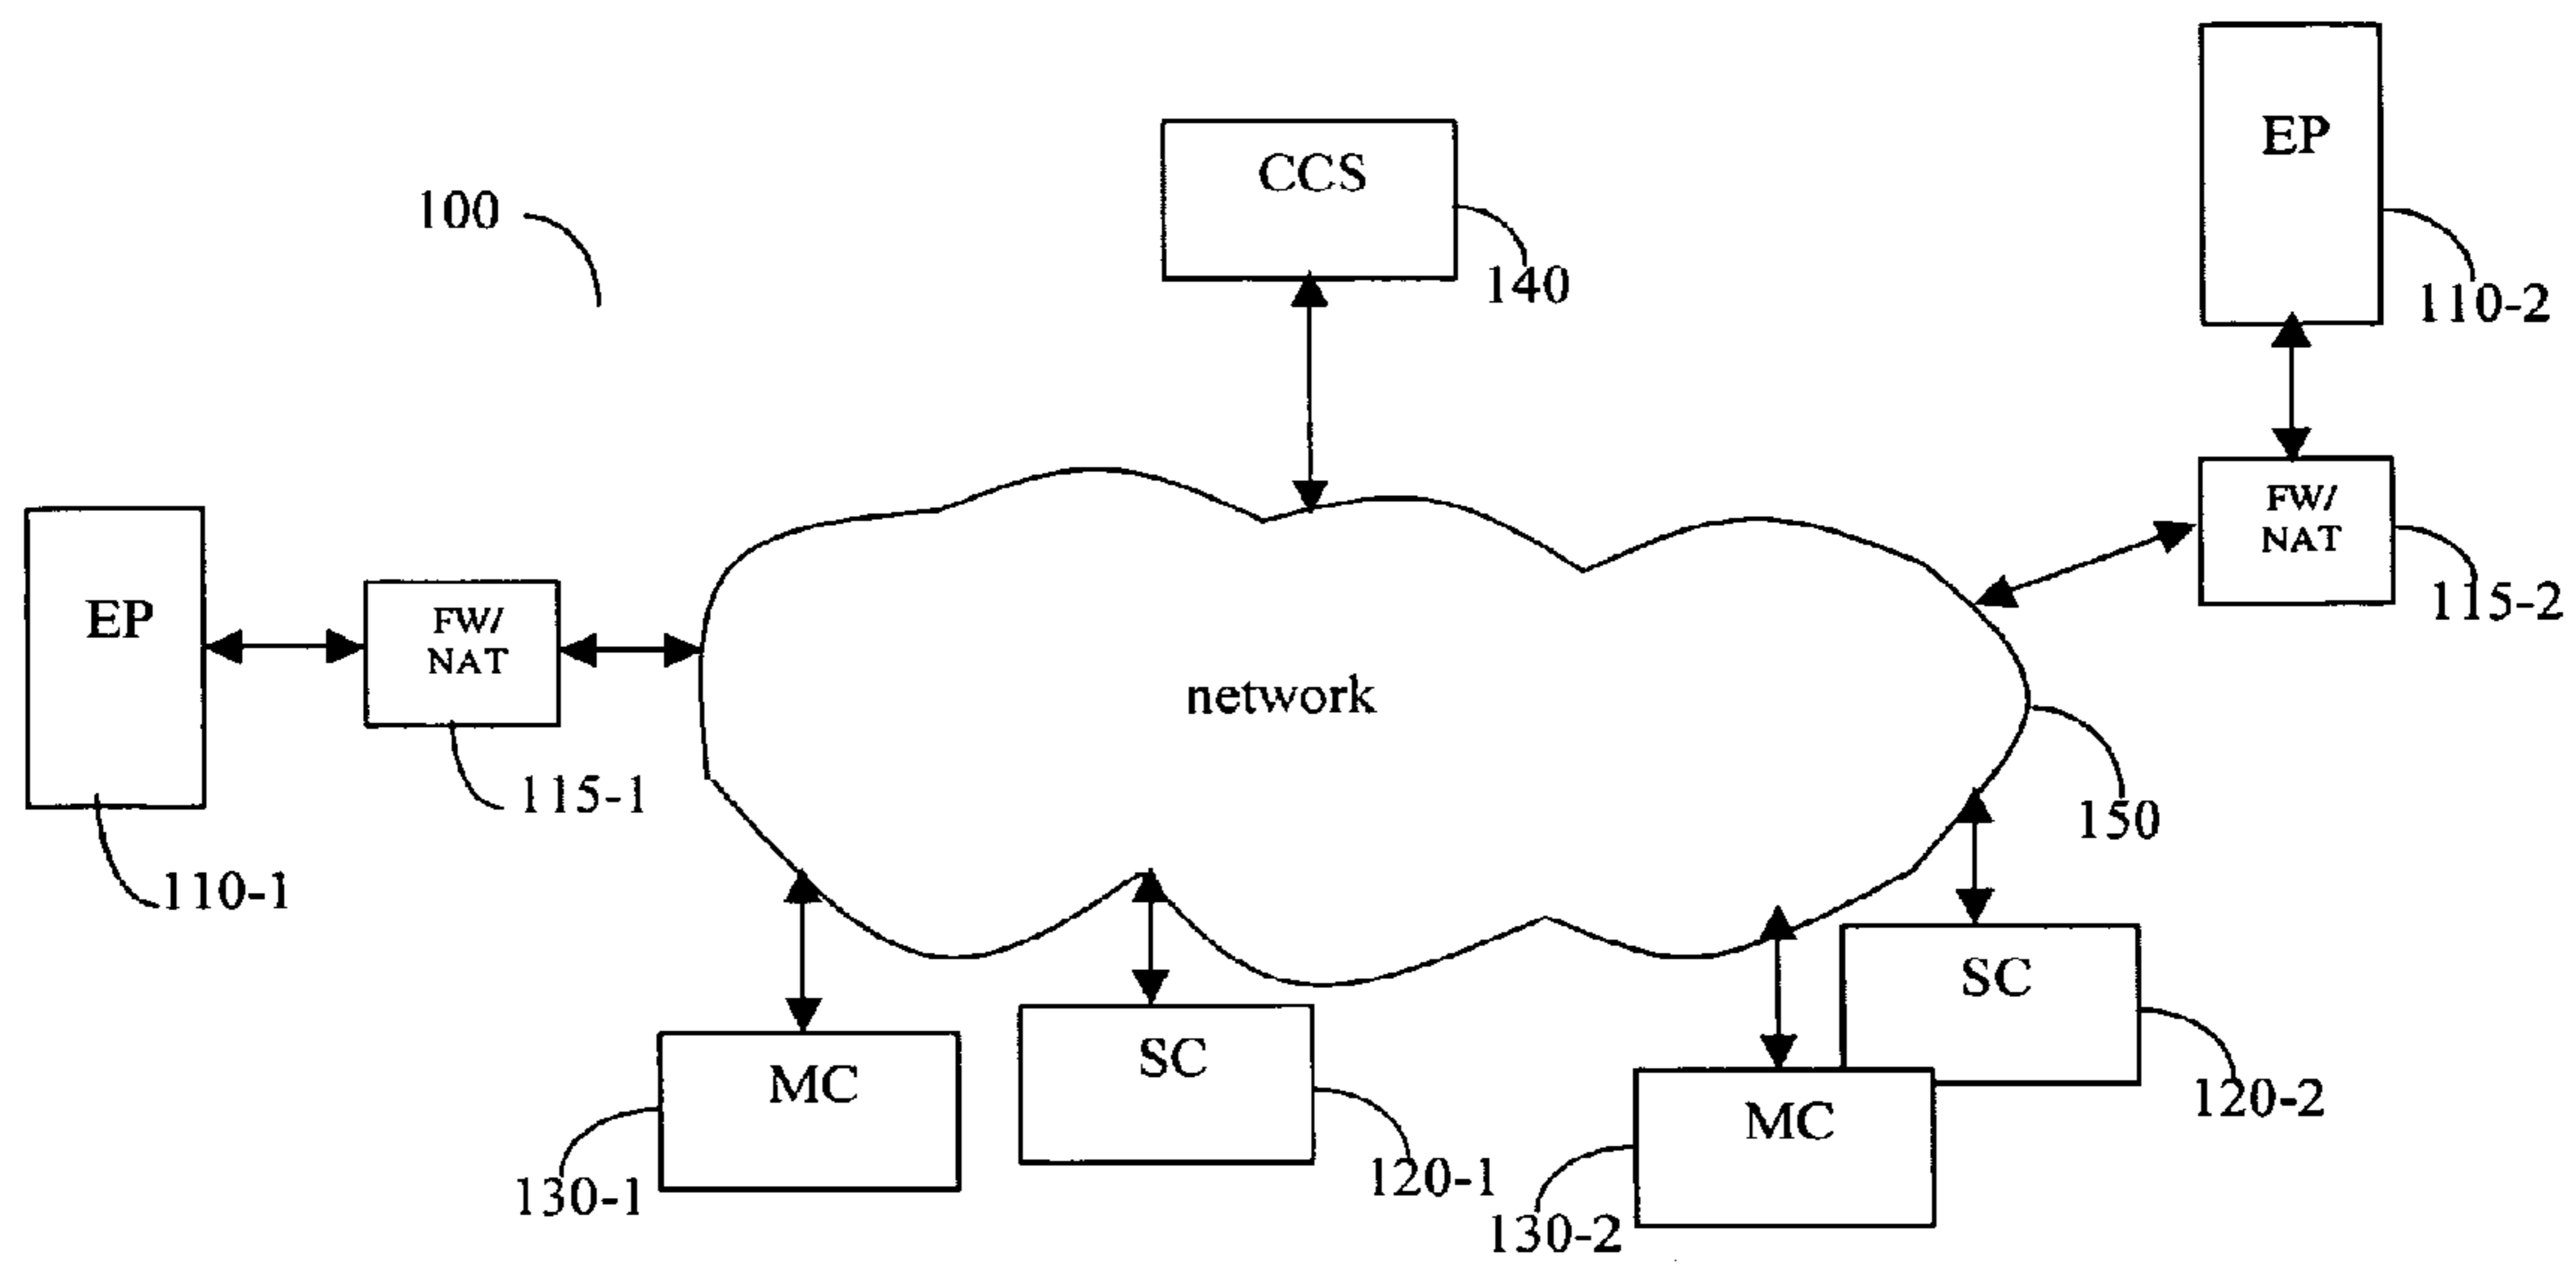 EP
CCS
100
140
110-2
EP
FW/
NAT
FW/
NAT
115-2
network
115-1
150
110-1
SC
MC
SC
120-2
MC
130-1
120-1
130-2